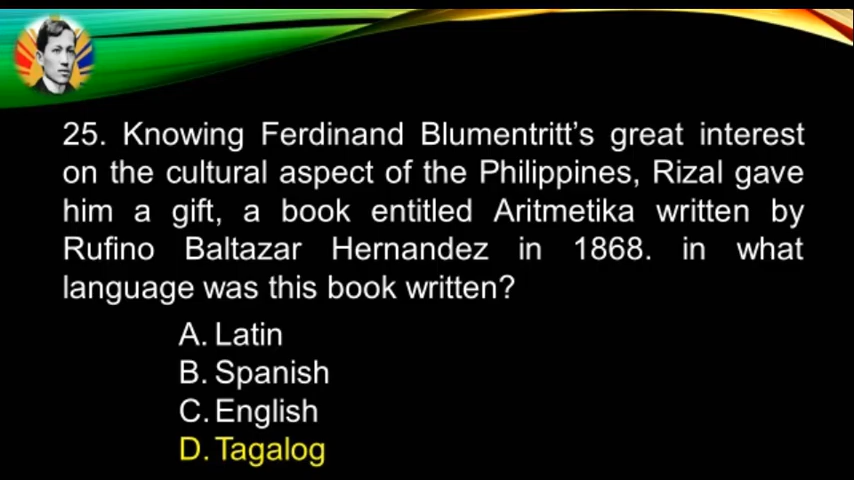 25. Knowing Ferdinand Blumentritt's great interest
on the cultural aspect of the Philippines, Rizal gave
him a gift, a book entitled Aritmetika written by
Rufino Baltazar Hernandez in 1868. in what
language was this book written?
A. Latin
B. Spanish
C. English
D. Tagalog